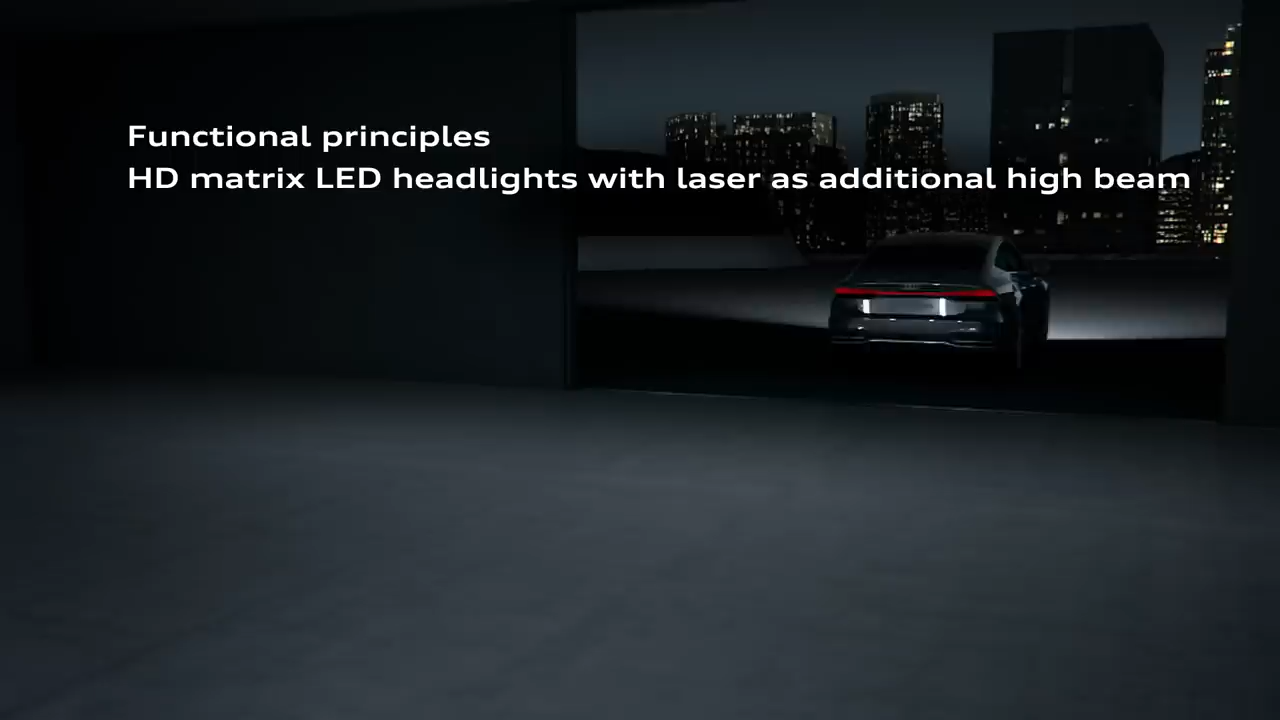 Functional principles
HD matrix LED headlights with laser as additional high beam